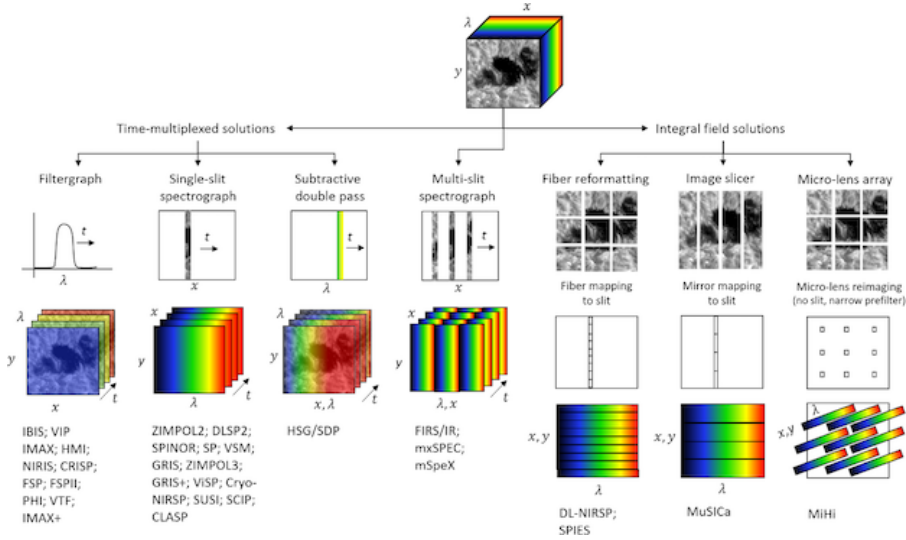 x
λ
y
Time-multiplexed solutions
Integral field solutions
Filtergraph
Single-slit
spectrograph
Subtractive
double pass
Multi-slit
spectrograph
Fiber reformatting
Image slicer
Micro-lens array
t
λ
t
x
t
λ
t
x
Fiber mapping
to slit
Mirror mapping
to slit
Micro-lens reimaging
(no slit, narrow prefilter)
λ
y
x
t
x
y
λ
t
λ
y
x, λ
t
x
y
λ, x
t
x, y
λ
x, y
λ
x,y
λ
IBIS; VIP
IMAX; HMI;
NIRIS; CRISP;
FSP; FSPII;
PHI; VTF;
IMAX+
ZIMPOL2; DLSP2;
SPINOR; SP; VSM;
GRIS; ZIMPOL3;
GRIS+; ViSP; Cryo-
NIRSP; SUSI; SCIP;
CLASP
HSG/SDP
FIRS/IR;
mxSPEC;
mSpeX
DL-NIRSP;
SPIES
MuSICa
MiHi